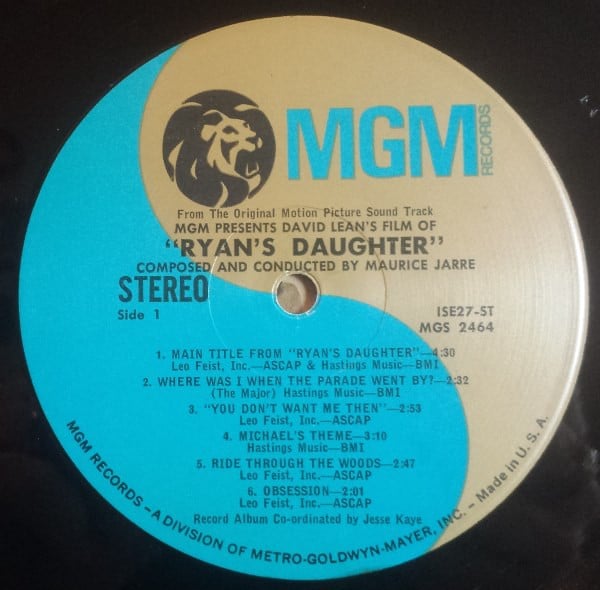 MGM
RECORDS
From The Original Motion Picture Sound Track
MGM PRESENTS DAVID LEAN'S FILM OF
"RYAN'S DAUGHTER"
COMPOSED AND CONDUCTED BY MAURICE JARRE
STEREO
Side 1
ISE27-ST
MGS 2464
1. MAIN TITLE FROM "RYAN'S DAUGHTER"—4:30
Leo Feist, Inc.—ASCAP & Hastings Music—BMI
2. WHERE WAS I WHEN THE PARADE WENT BY?—2:32
(The Major) Hastings Music—BMI
3. "YOU DON'T WANT ME THEN"—2:53
Leo Feist, Inc.—ASCAP
4. MICHAEL'S THEME—3:10
Hastings Music—BMI
5. RIDE THROUGH THE WOODS—2:47
Leo Feist, Inc.—ASCAP
6. OBSESSION—2:01
Leo Feist, Inc.—ASCAP
Record Album Co-ordinated by Jesse Kaye
MGM RECORDS—A DIVISION OF METRO-GOLDWYN-MAYER, INC. – Made in U. S. A.